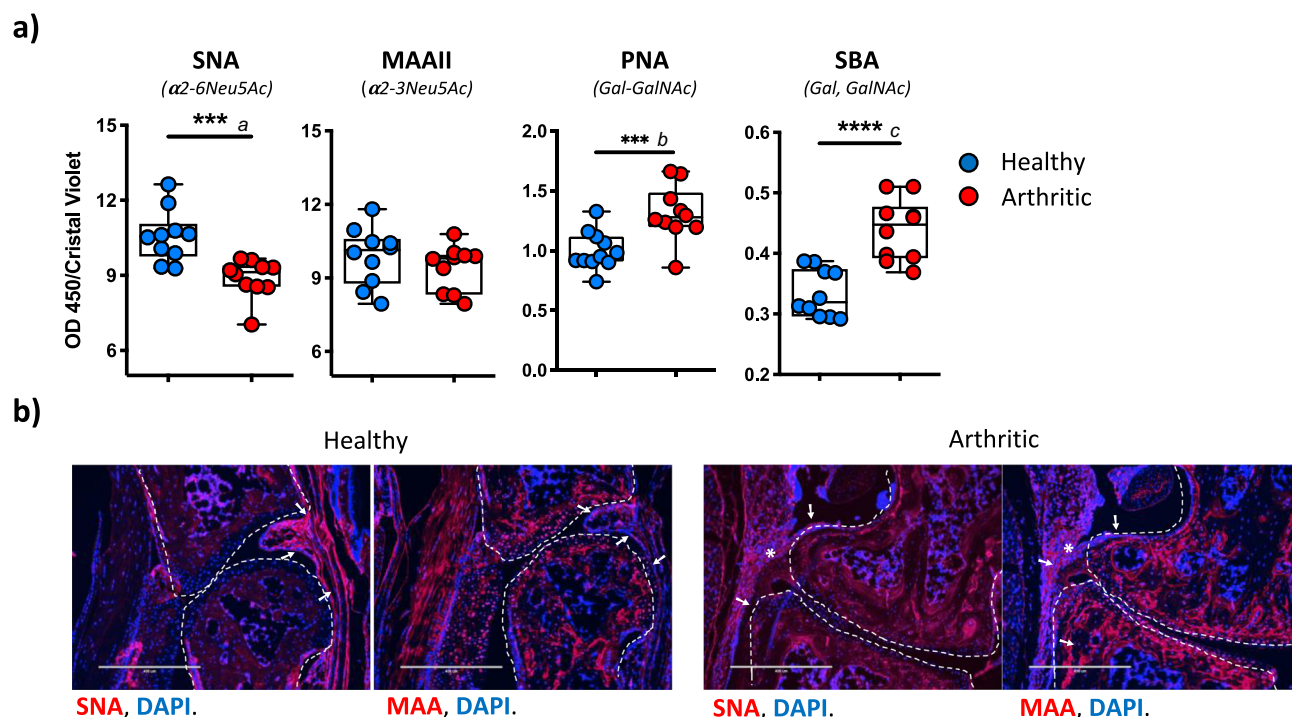 a)
SNA
(α2-6Neu5Ac)
MAAII
(α2-3Neu5Ac)
PNA
(Gal-GalNAc)
SBA
(Gal, GalNAc)
OD 450/Cristal Violet
15
12
9
6
*** a
15
12
9
6
2.0
1.5
1.0
0.5
0.0
*** b
0.6
0.5
0.4
0.3
0.2
**** c
Healthy
Arthritic
b)
Healthy
Arthritic
*
*
SNA, DAPI.
MAA, DAPI.
SNA, DAPI.
MAA, DAPI.